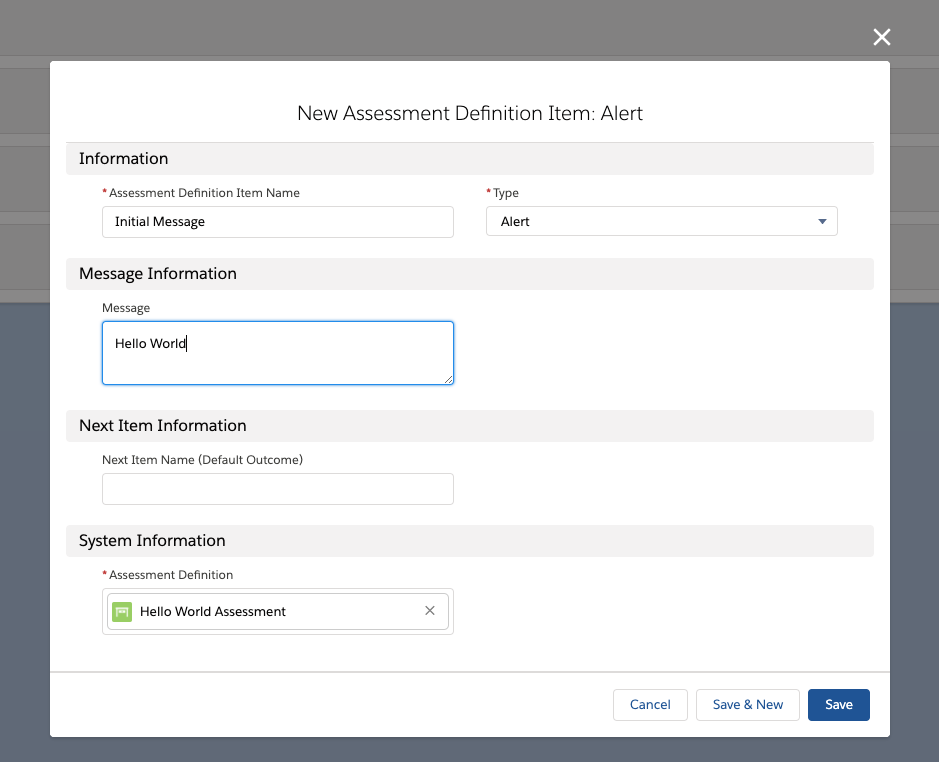 New Assessment Definition Item: Alert
Information
* Assessment Definition Item Name
Initial Message
* Type
Alert
Message Information
Message
Hello World
Next Item Information
Next Item Name (Default Outcome)
System Information
* Assessment Definition
Hello World Assessment
Cancel Save & New Save